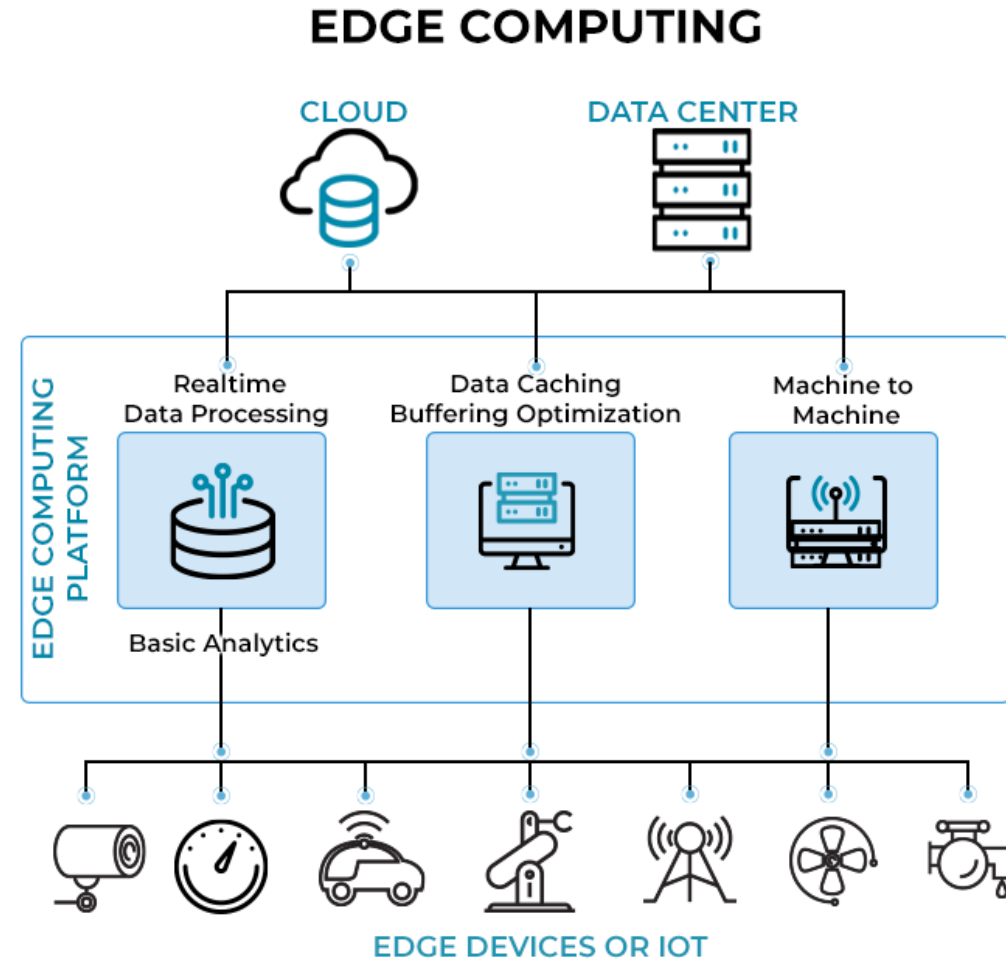 EDGE COMPUTING
CLOUD
DATA CENTER
EDGE COMPUTING
PLATFORM
Realtime
Data Processing
Data Caching
Buffering Optimization
Machine to
Machine
Basic Analytics
EDGE DEVICES OR IOT